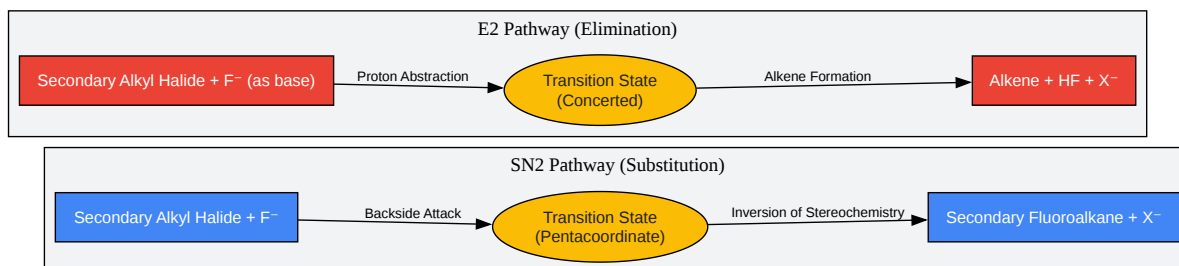 E2 Pathway (Elimination)
Secondary Alkyl Halide + F⁻ (as base)
Proton Abstraction
Transition State
(Concerted)
Alkene Formation
Alkene + HF + X⁻
SN2 Pathway (Substitution)
Secondary Alkyl Halide + F⁻
Backside Attack
Transition State
(Pentacoordinate)
Inversion of Stereochemistry
Secondary Fluoroalkane + X⁻